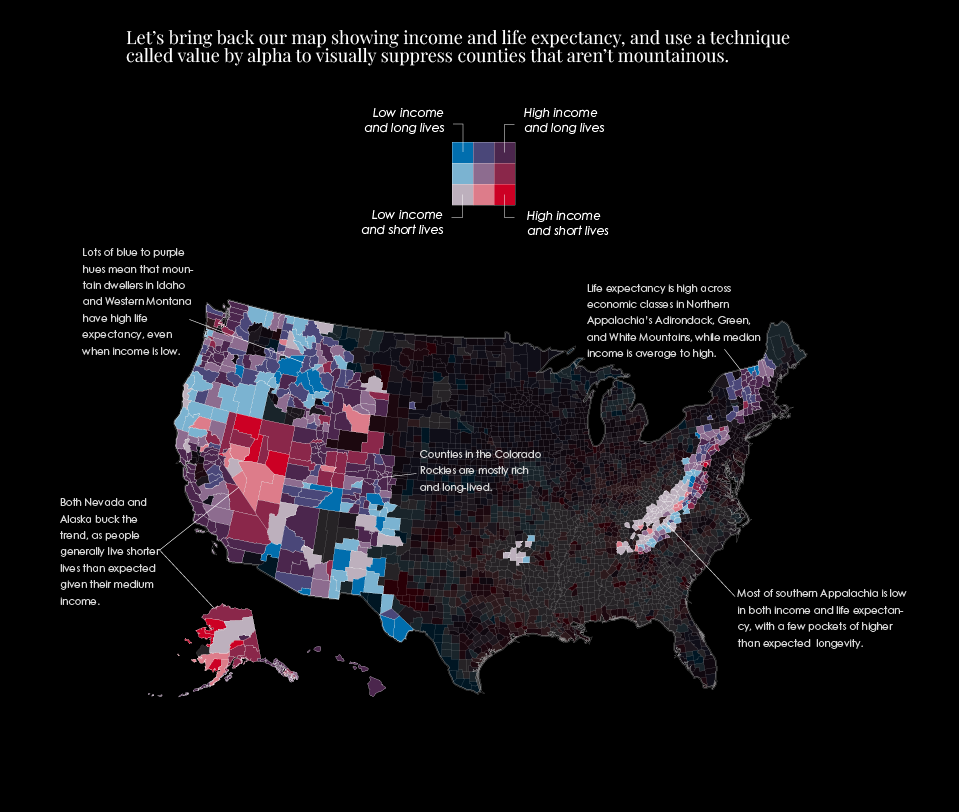 Let’s bring back our map showing income and life expectancy, and use a technique
called value by alpha to visually suppress counties that aren’t mountainous.
Low income
and long lives
High income
and long lives
Low income
and short lives
High income
and short lives
Lots of blue to purple
hues mean that moun-
tain dwellers in Idaho
and Western Montana
have high life
expectancy, even
when income is low.
Life expectancy is high across
economic classes in Northern
Appalachia’s Adirondack, Green,
and White Mountains, while median
income is average to high.
Counties in the Colorado
Rockies are mostly rich
and long-lived.
Both Nevada and
Alaska buck the
trend, as people
generally live shorter
lives than expected
given their medium
income.
Most of southern Appalachia is low
in both income and life expectan-
cy, with a few pockets of higher
than expected longevity.